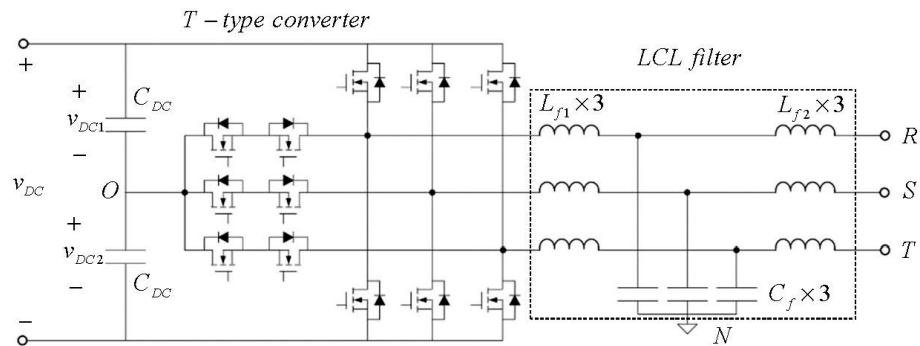 T-type converter
LCL filter
+
+
C_DC
v_DC1
−
L_f1×3
L_f2×3
R
v_DC
O
S
+
v_DC2
−
C_DC
T
C_f×3
−
N